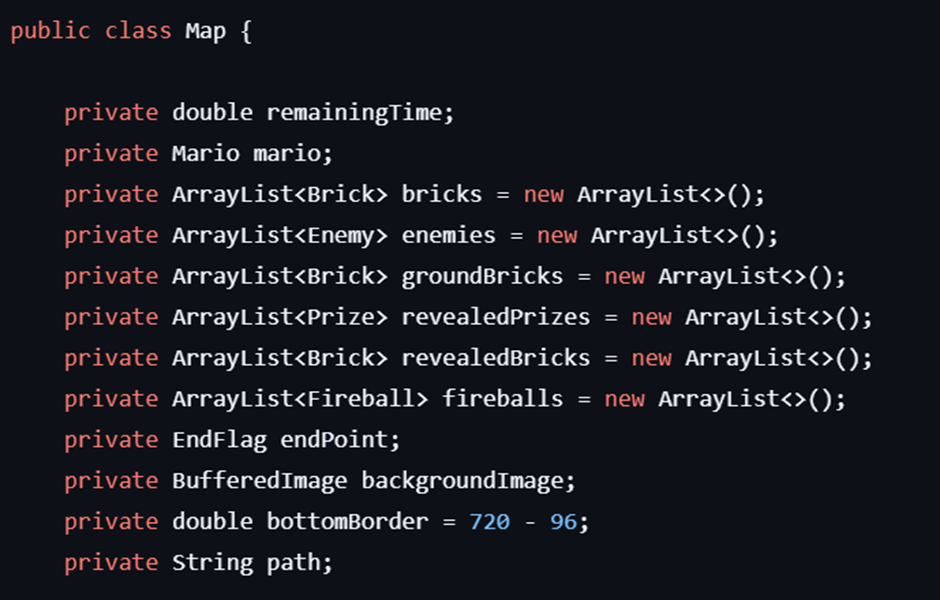 public class Map {
private double remainingTime;
private Mario mario;
private ArrayList<Brick> bricks = new ArrayList<>();
private ArrayList<Enemy> enemies = new ArrayList<>();
private ArrayList<Brick> groundBricks = new ArrayList<>();
private ArrayList<Prize> revealedPrizes = new ArrayList<>();
private ArrayList<Brick> revealedBricks = new ArrayList<>();
private ArrayList<Fireball> fireballs = new ArrayList<>();
private EndFlag endPoint;
private BufferedImage backgroundImage;
private double bottomBorder = 720 - 96;
private String path;